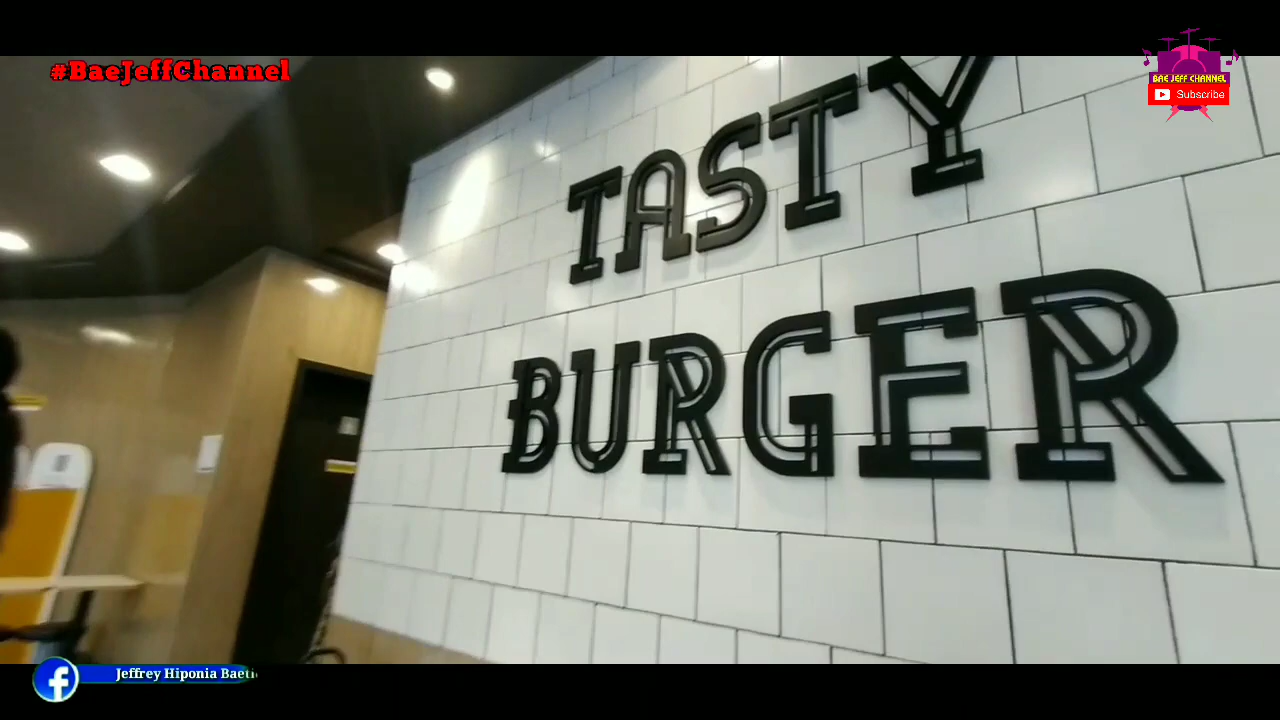 #BaeJeffChannel
BAE JEFF CHANNEL
Subscribe
TASTY
BURGER
Jeffrey Hiponia Baeti